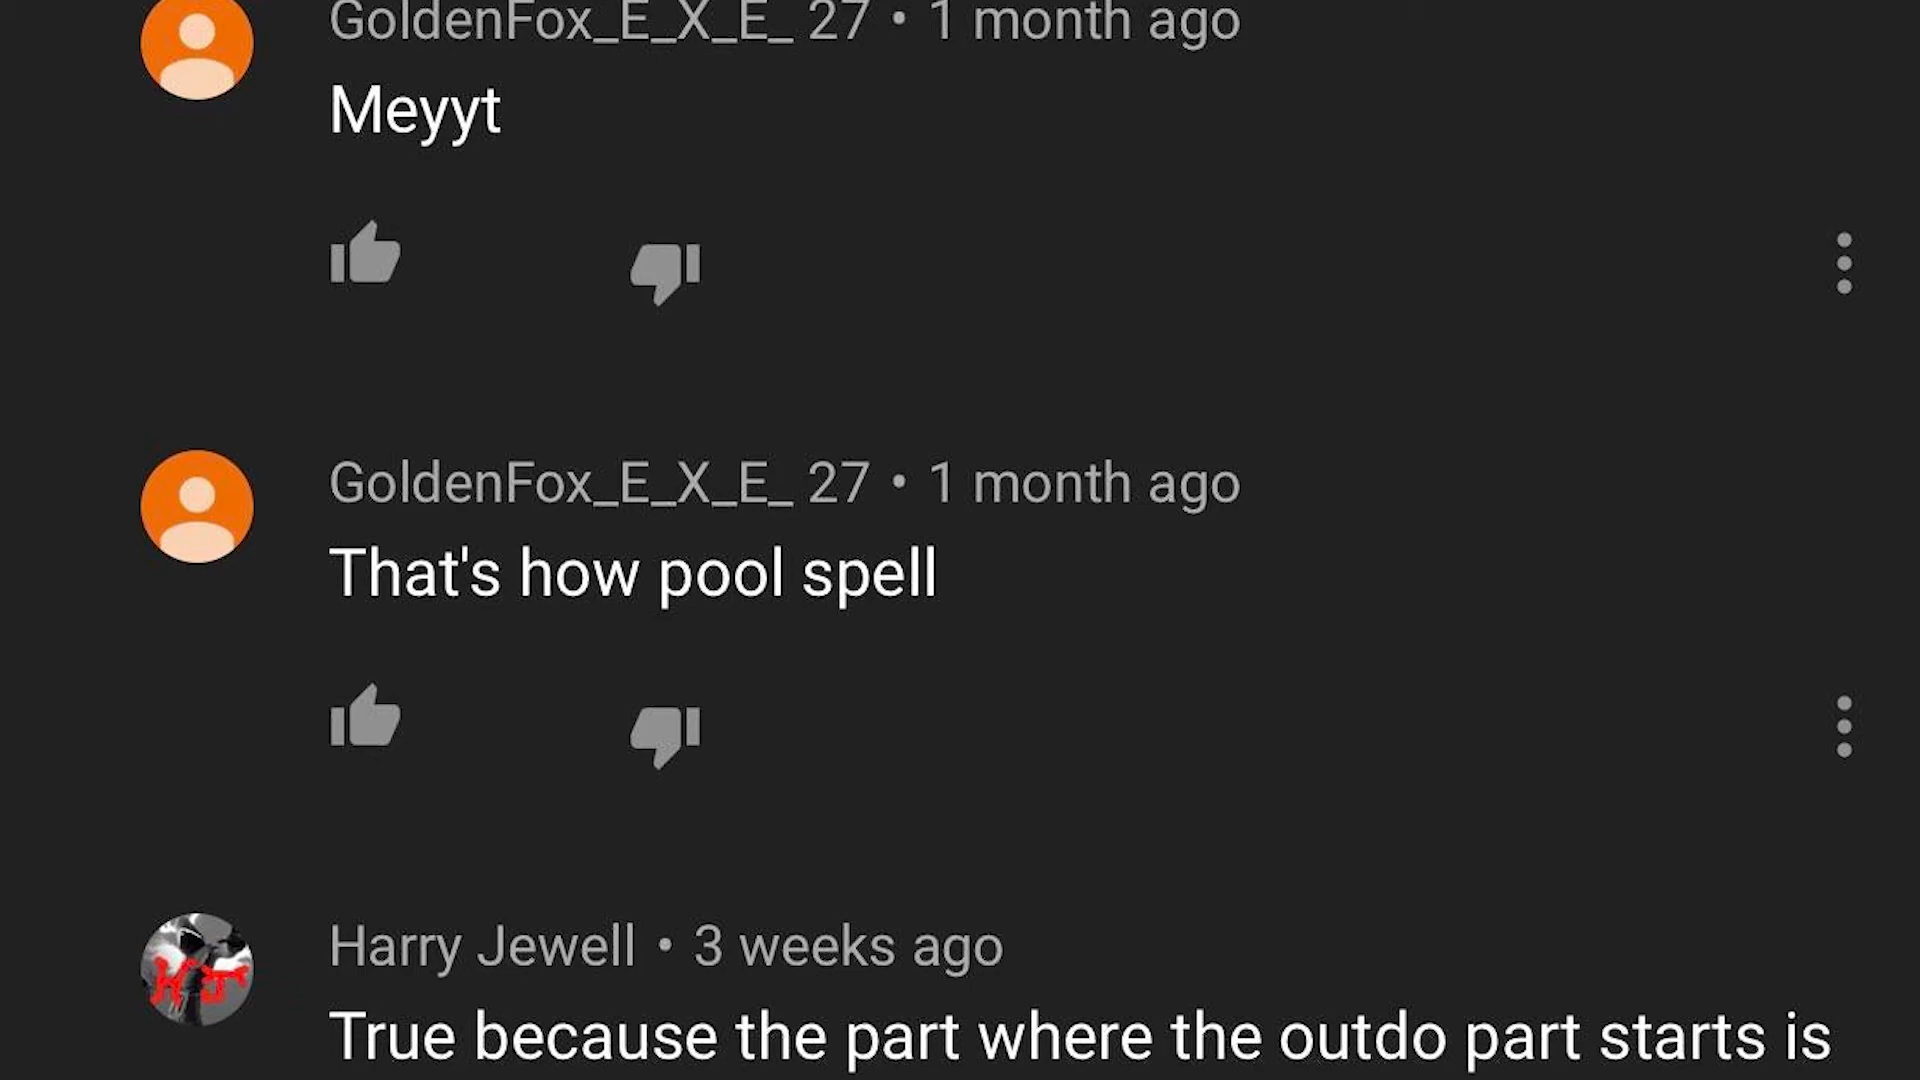 GoldenFox_E_X_E_ 27 • 1 month ago
Meyyt
GoldenFox_E_X_E_ 27 • 1 month ago
That's how pool spell
HJ
Harry Jewell • 3 weeks ago
True because the part where the outdo part starts is